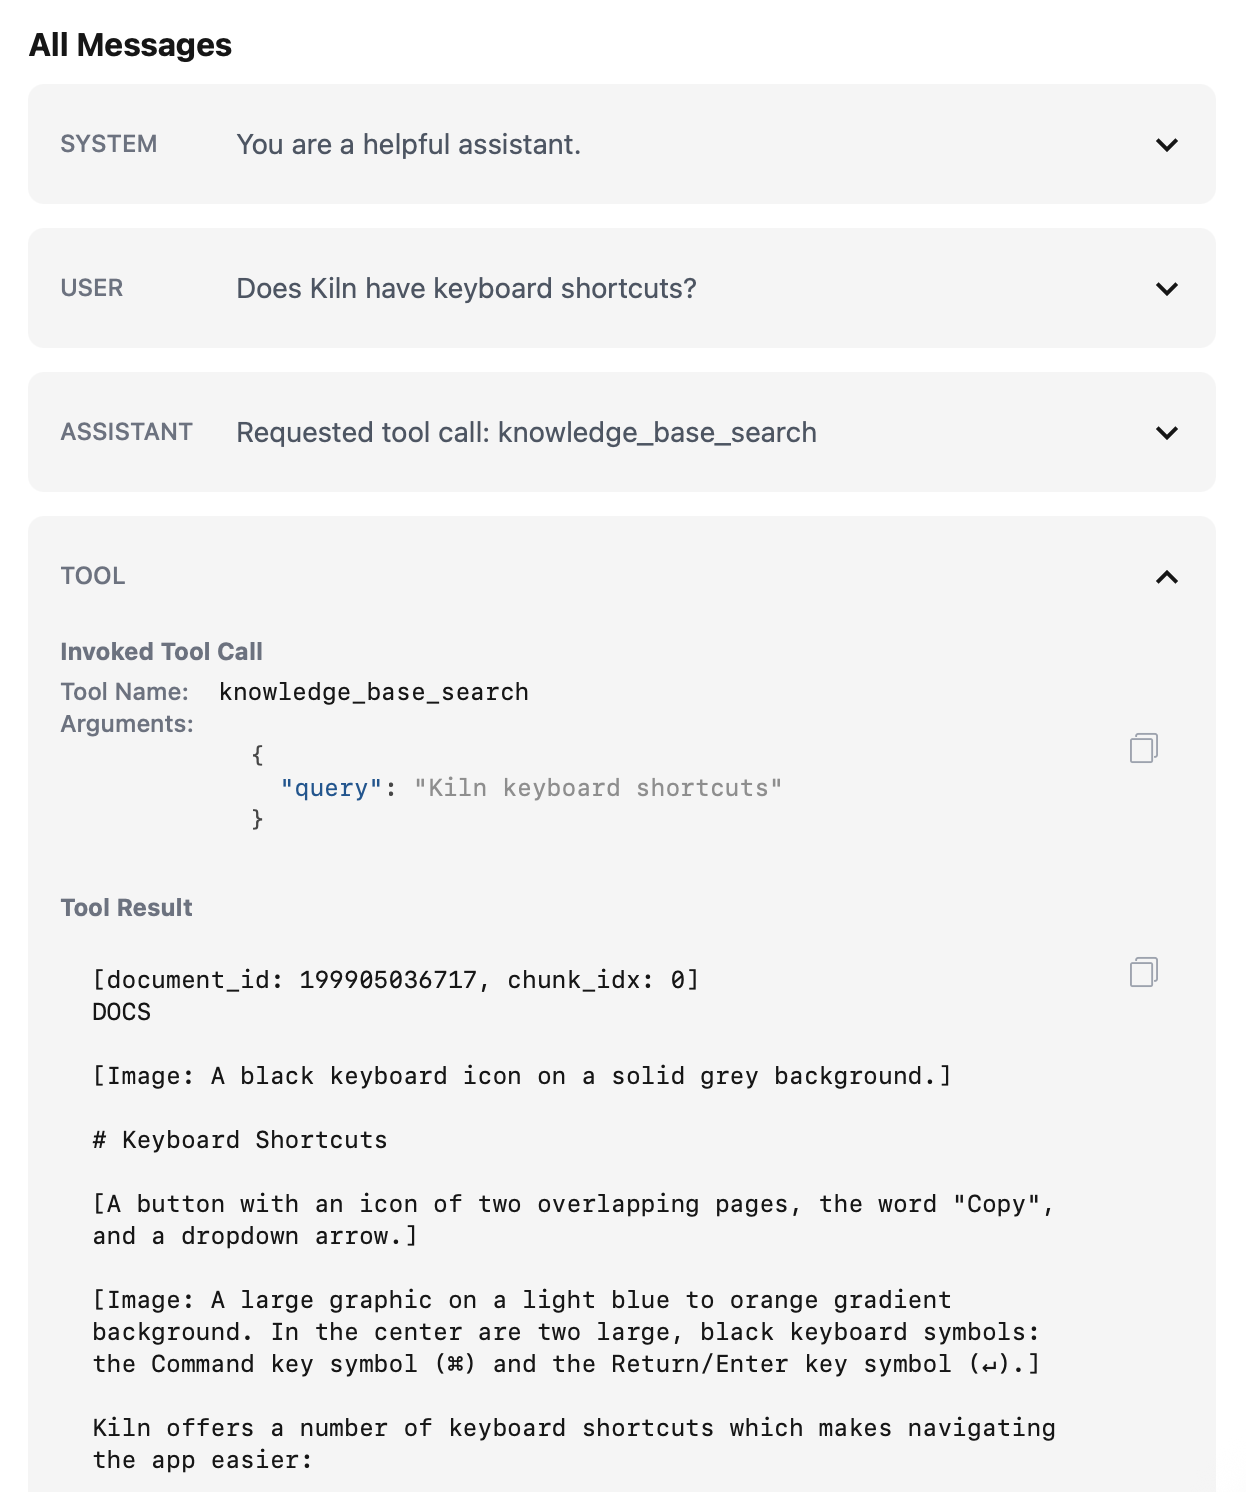 All Messages
SYSTEM You are a helpful assistant.
USER Does Kiln have keyboard shortcuts?
ASSISTANT Requested tool call: knowledge_base_search
TOOL
Invoked Tool Call
Tool Name: knowledge_base_search
Arguments:
{
"query": "Kiln keyboard shortcuts"
}
Tool Result
[document_id: 199905036717, chunk_idx: 0]
DOCS
[Image: A black keyboard icon on a solid grey background.]
# Keyboard Shortcuts
[A button with an icon of two overlapping pages, the word "Copy",
and a dropdown arrow.]
[Image: A large graphic on a light blue to orange gradient
background. In the center are two large, black keyboard symbols:
the Command key symbol (⌘) and the Return/Enter key symbol (↵).]
Kiln offers a number of keyboard shortcuts which makes navigating
the app easier: